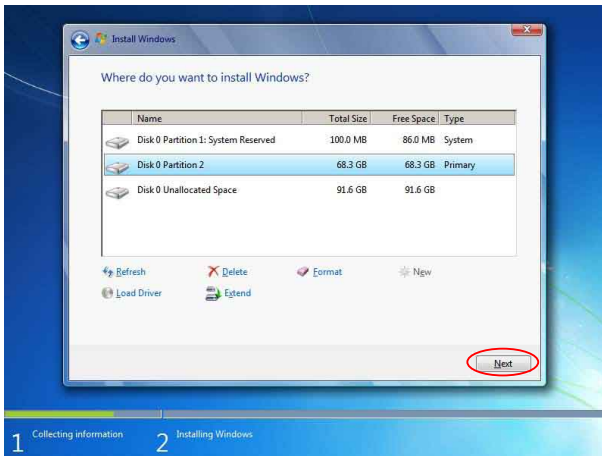 Install Windows
Where do you want to install Windows?
Name Total Size Free Space Type
Disk 0 Partition 1: System Reserved 100.0 MB 86.0 MB System
Disk 0 Partition 2 68.3 GB 68.3 GB Primary
Disk 0 Unallocated Space 91.6 GB 91.6 GB
Refresh Delete Format New
Load Driver Extend
Next
1 Collecting information 2 Installing Windows